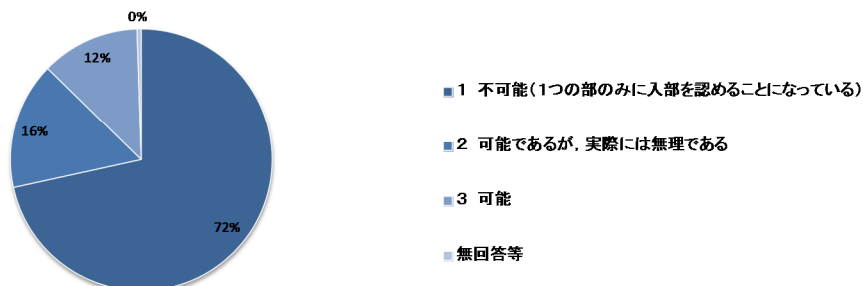 0%
12%
16%
72%
1 不可能(1つの部のみに入部を認めることになっている)
2 可能であるが,実際には無理である
3 可能
無回答等